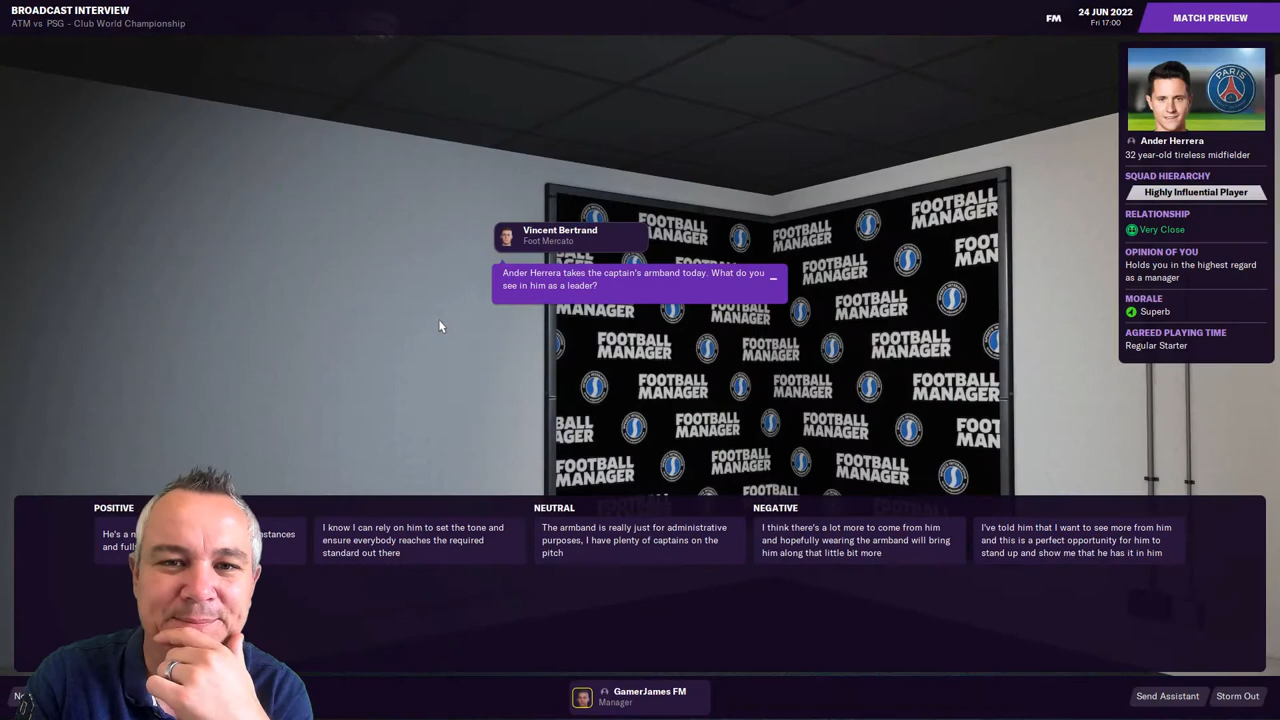 BROADCAST INTERVIEW
ATM vs PSG - Club World Championship
FM
24 JUN 2022
Fri 17:00
MATCH PREVIEW
PARIS
Ander Herrera
32 year-old tireless midfielder
SQUAD HIERARCHY
Highly Influential Player
RELATIONSHIP
Very Close
OPINION OF YOU
Holds you in the highest regard
as a manager
MORALE
Superb
AGREED PLAYING TIME
Regular Starter
Vincent Bertrand
Foot Mercato
Ander Herrera takes the captain's armband today. What do you
see in him as a leader?
FOOTBALL MANAGER
POSITIVE
He's a
and full
I know I can rely on him to set the tone and
ensure everybody reaches the required
standard out there
NEUTRAL
The armband is really just for administrative
purposes, I have plenty of captains on the
pitch
NEGATIVE
I think there's a lot more to come from him
and hopefully wearing the armband will bring
him along that little bit more
I've told him that I want to see more from him
and this is a perfect opportunity for him to
stand up and show me that he has it in him
GamerJames FM
Manager
Send Assistant
Storm Out